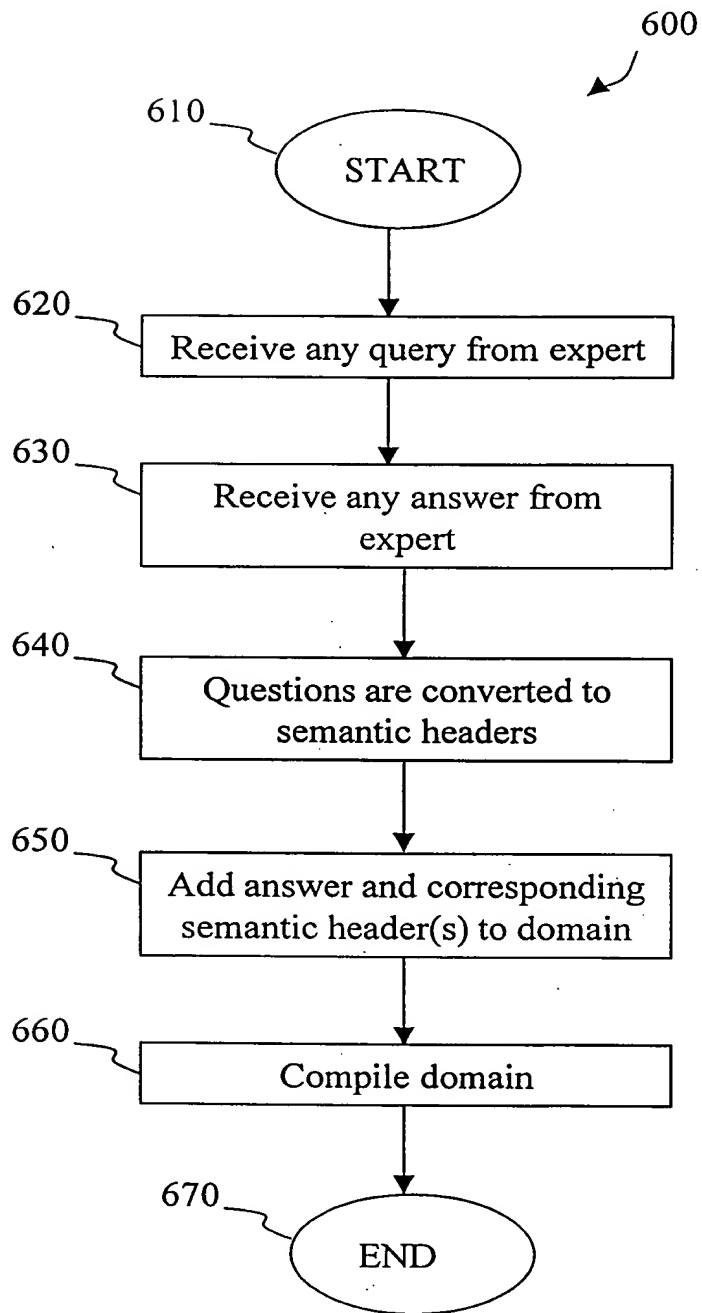 600
610
START
620
Receive any query from expert
630
Receive any answer from
expert
640
Questions are converted to
semantic headers
650
Add answer and corresponding
semantic header(s) to domain
660
Compile domain
670
END